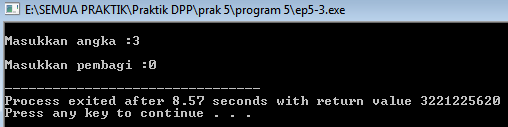 E:\SEMUA PRAKTIK\Praktik DPP\prak 5\program 5\ep5-3.exe
Masukkan angka :3
Masukkan pembagi :0
--------------------------------
Process exited after 8.57 seconds with return value 3221225620
Press any key to continue . . .